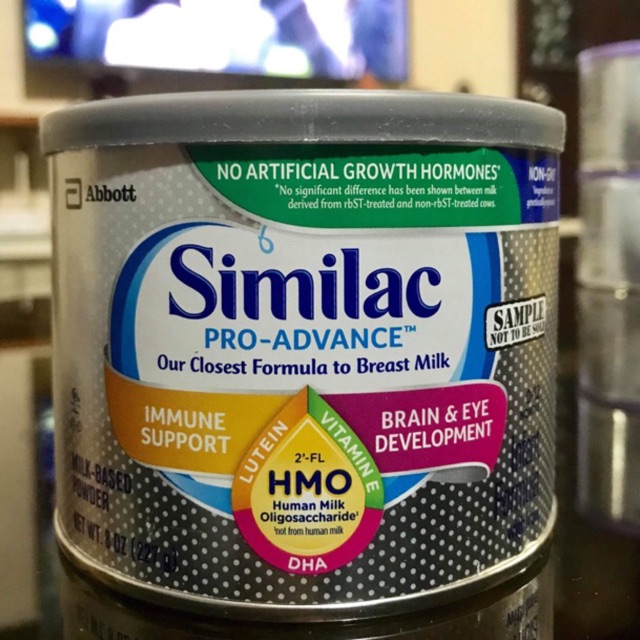 NO ARTIFICIAL GROWTH HORMONES*
*No significant difference has been shown between milk
derived from rbST-treated and non-rbST-treated cows.
NON-GMO
Abbott
Similac
PRO-ADVANCE™
Our Closest Formula to Breast Milk
SAMPLE
NOT TO BE SOLD
IMMUNE
SUPPORT
BRAIN & EYE
DEVELOPMENT
LUTEIN
VITAMIN E
2'-FL
HMO
Human Milk
Oligosaccharide‡
‡not from human milk
DHA
MILK-BASED
POWDER
NET WT. 8 OZ (227 g)
Infant
Formula